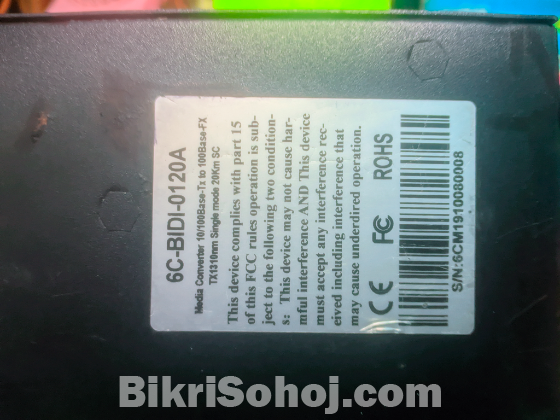 6C-BIDI-0120A
Media Converter 10/100Base-Tx to 100Base-FX
TX1310nm Single mode 20Km SC
This device complies with part 15
of this FCC rules operation is sub-
ject to the following two condition-
s: This device may not cause har-
mful interference AND This device
must accept any interference rec-
eived including interference that
may cause underdired operation.
CE FC ROHS
S/N:6CM1910080008
BikriSohoj.com